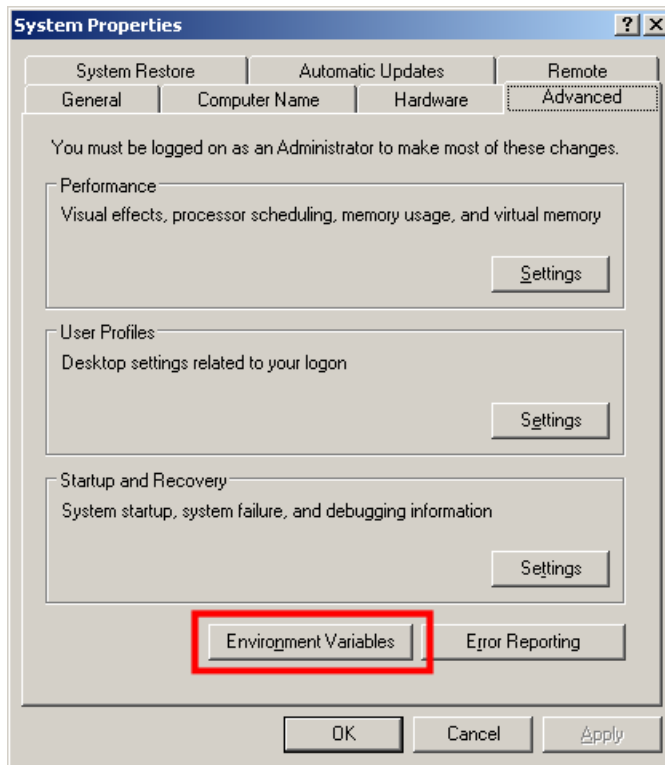 System Properties
System Restore Automatic Updates Remote
General Computer Name Hardware Advanced
You must be logged on as an Administrator to make most of these changes.
Performance
Visual effects, processor scheduling, memory usage, and virtual memory
Settings
User Profiles
Desktop settings related to your logon
Settings
Startup and Recovery
System startup, system failure, and debugging information
Settings
Environment Variables Error Reporting
OK Cancel Apply